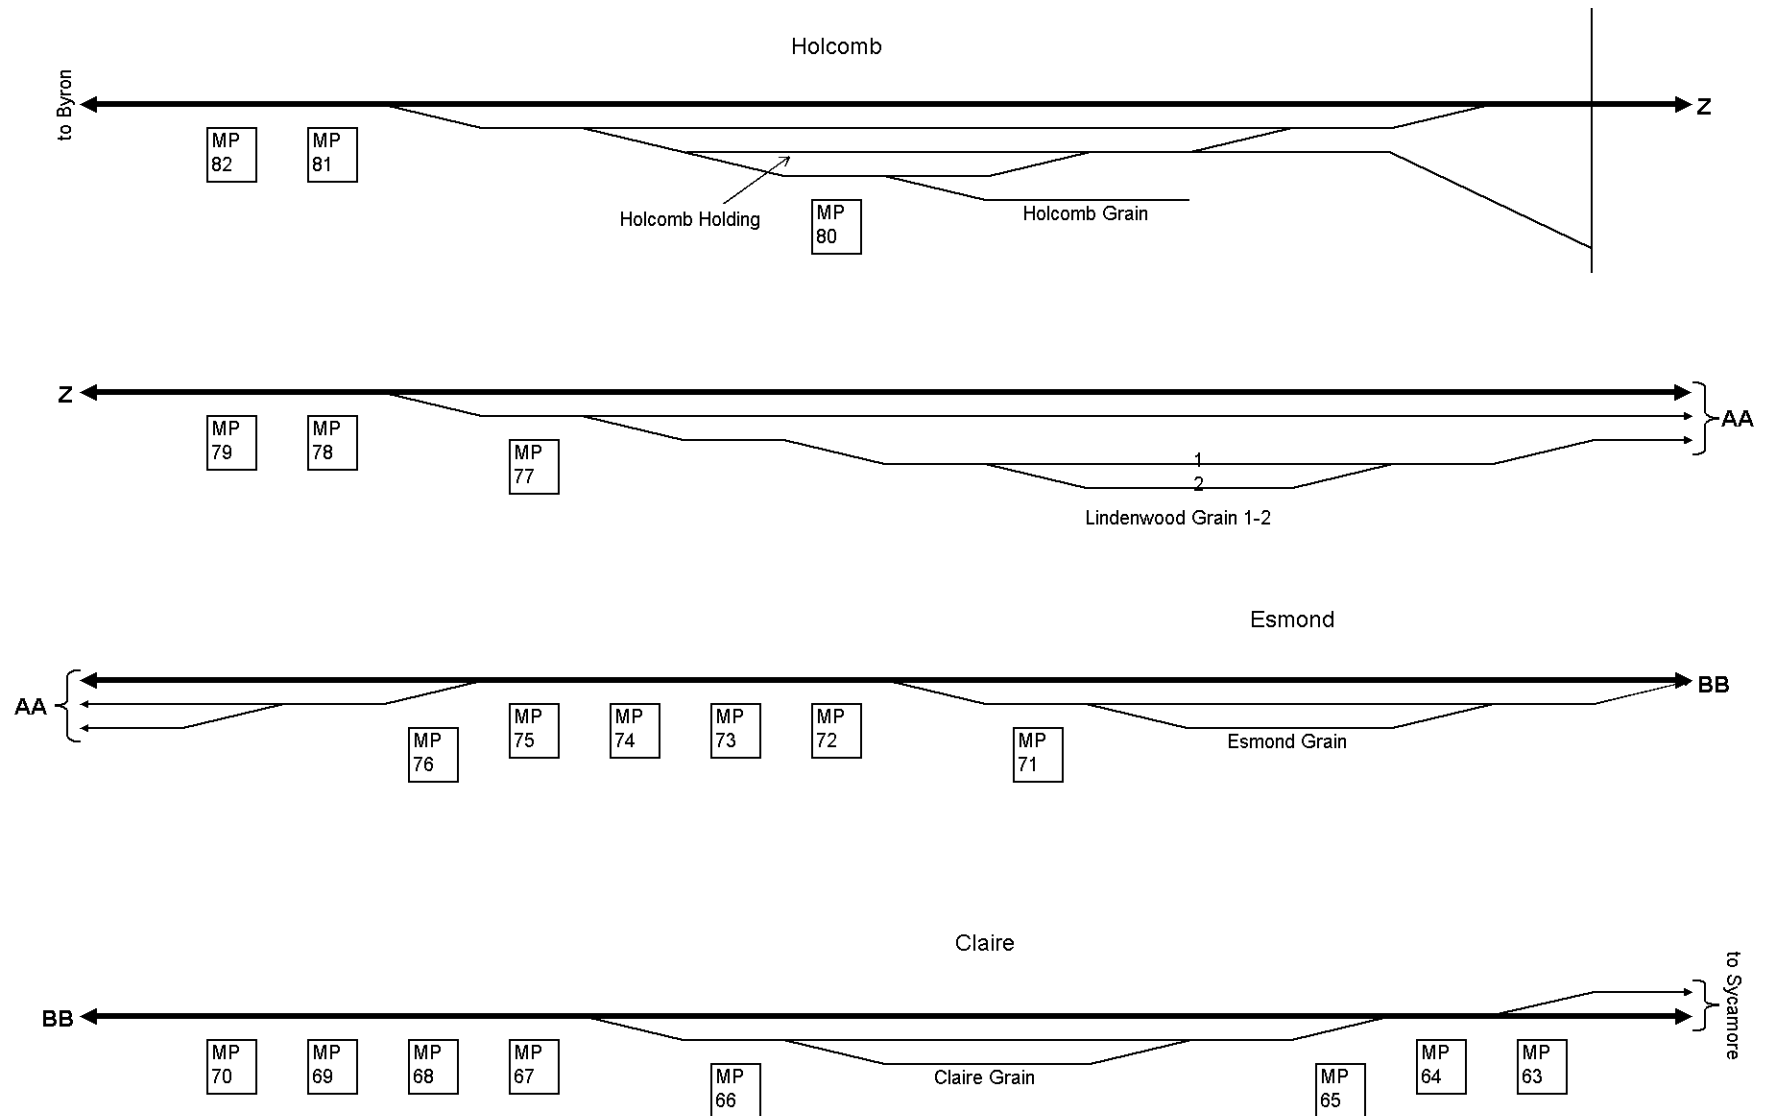 Holcomb
to Byron
Z
MP
82
MP
81
Holcomb Holding
MP
80
Holcomb Grain
Z
AA
MP
79
MP
78
MP
77
1
2
Lindenwood Grain 1-2
Esmond
AA
BB
MP
76
MP
75
MP
74
MP
73
MP
72
MP
71
Esmond Grain
Claire
to Sycamore
BB
MP
70
MP
69
MP
68
MP
67
MP
66
Claire Grain
MP
65
MP
64
MP
63